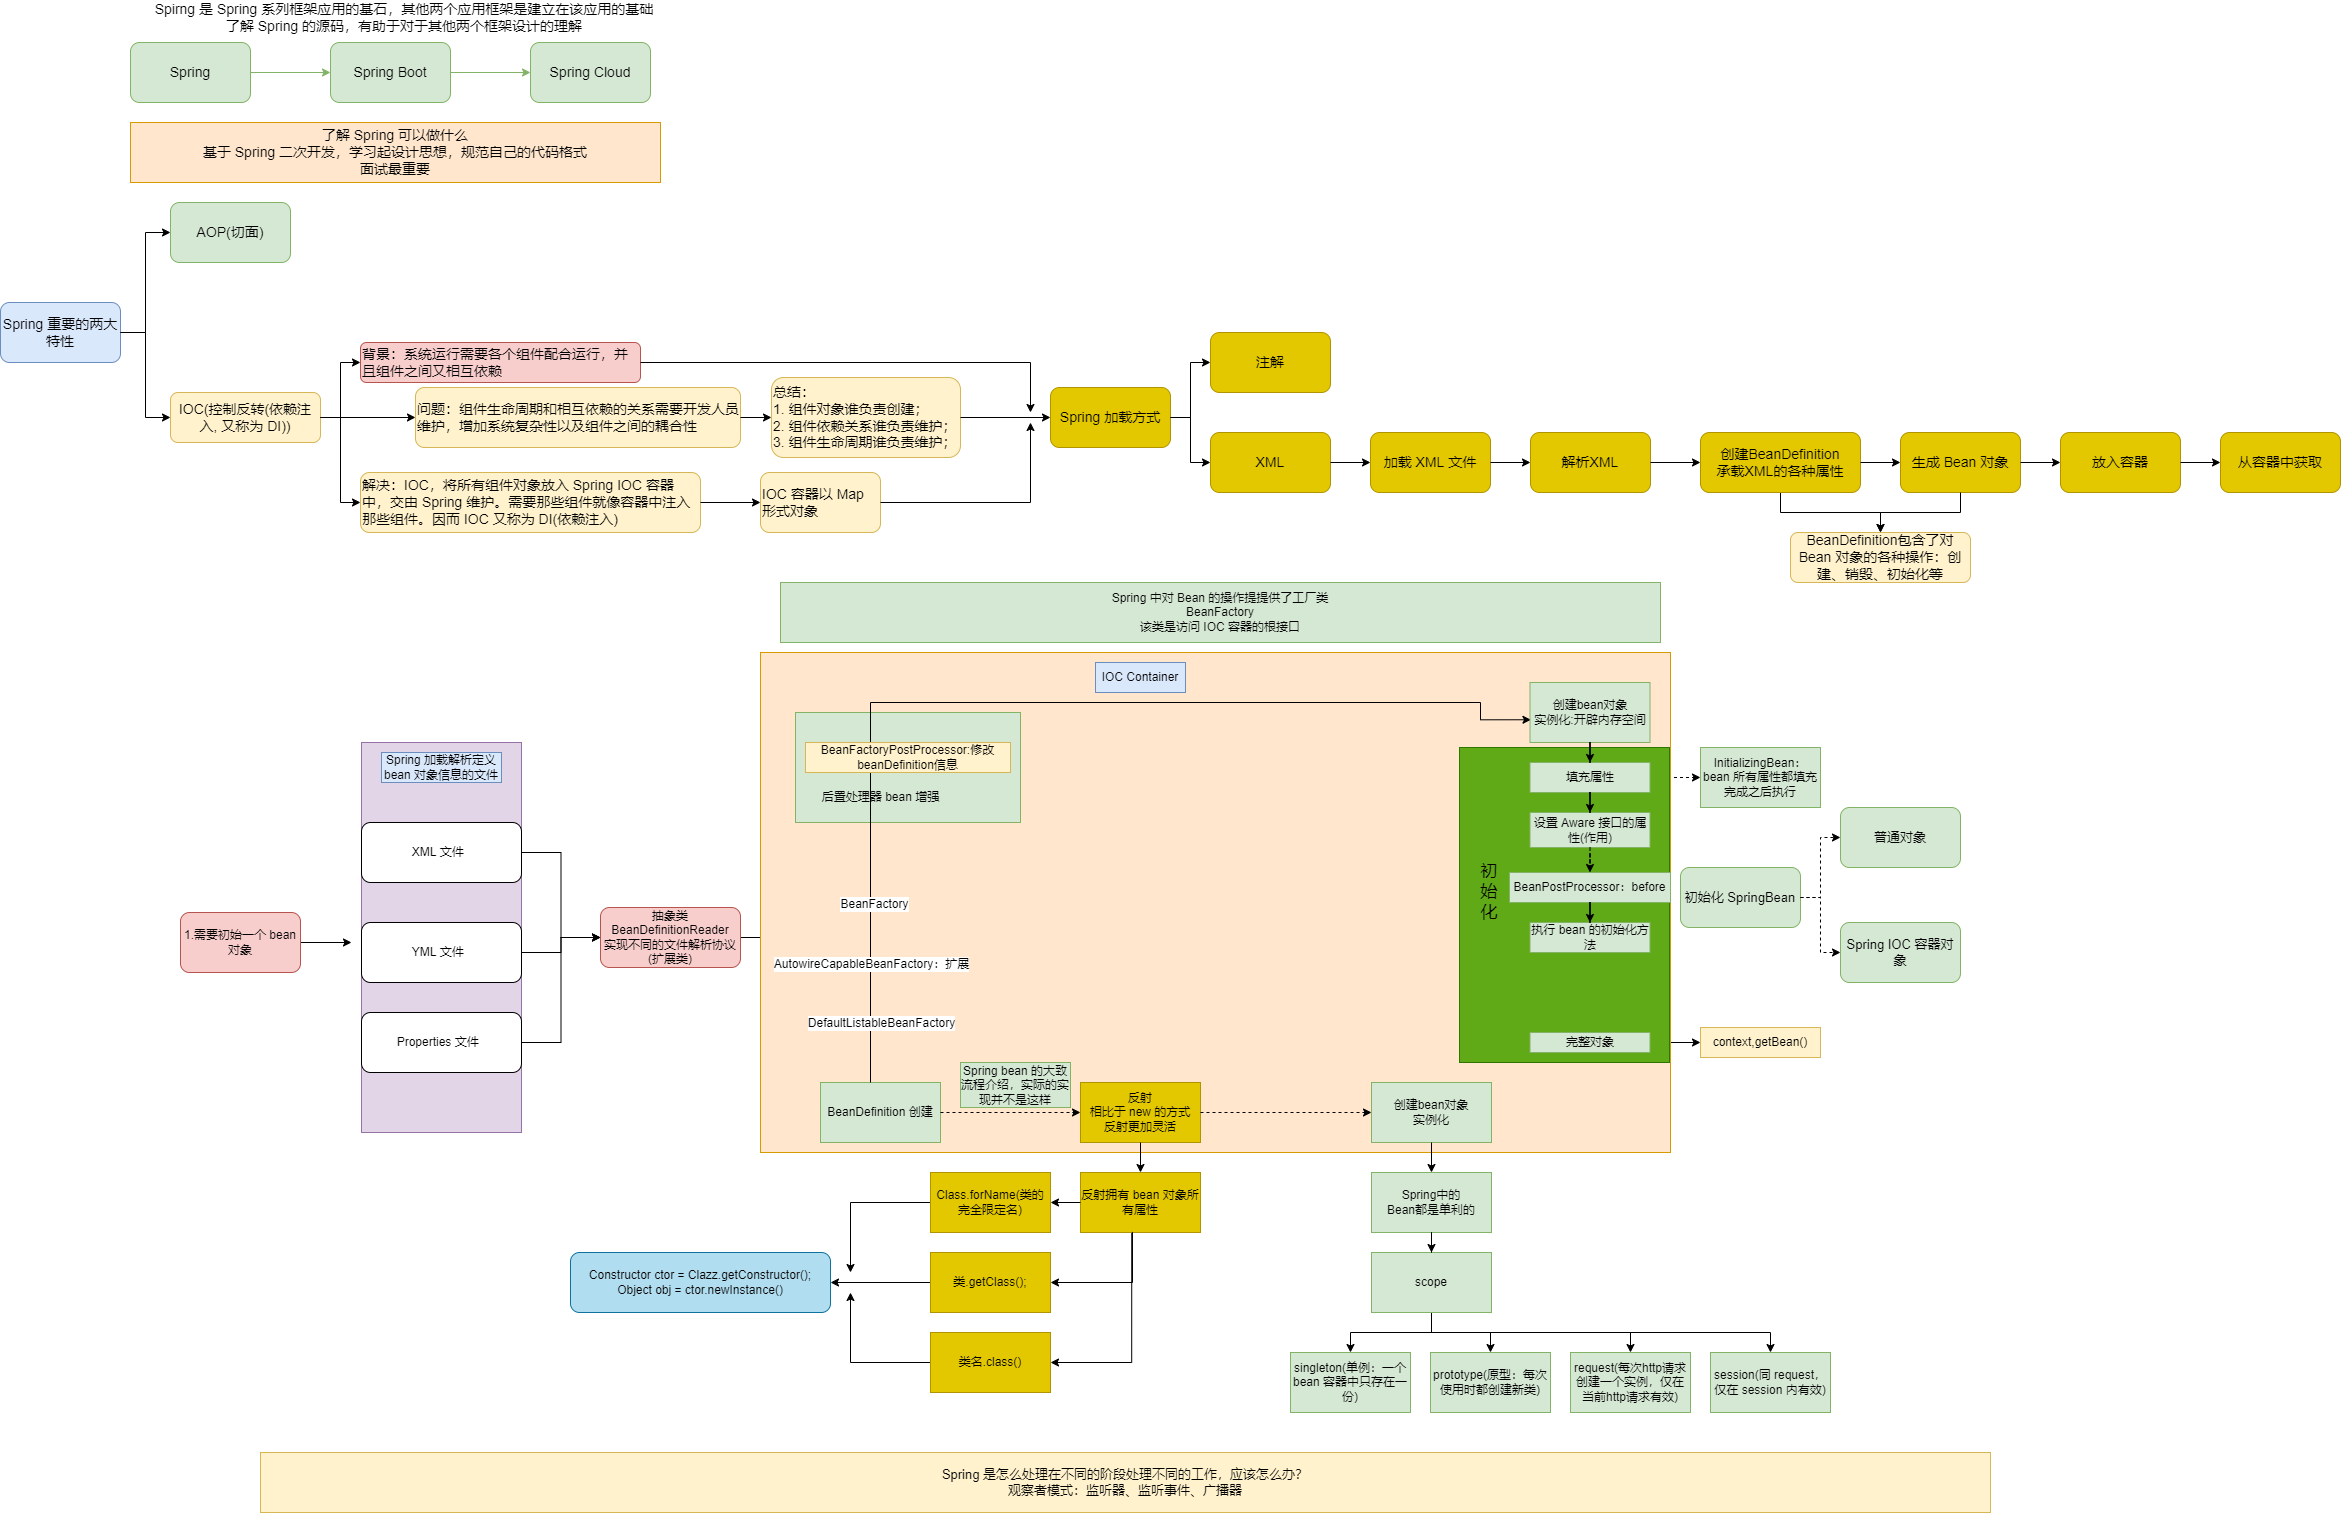 Spirng 是 Spring 系列框架应用的基石，其他两个应用框架是建立在该应用的基础
了解 Spring 的源码，有助于对于其他两个框架设计的理解
Spring
Spring Boot
Spring Cloud
了解 Spring 可以做什么
基于 Spring 二次开发，学习起设计思想，规范自己的代码格式
面试最重要
AOP(切面)
Spring 重要的两大
特性
IOC(控制反转(依赖注
入, 又称为 DI))
背景：系统运行需要各个组件配合运行，并
且组件之间又相互依赖
问题：组件生命周期和相互依赖的关系需要开发人员
维护，增加系统复杂性以及组件之间的耦合性
总结：
1. 组件对象谁负责创建；
2. 组件依赖关系谁负责维护；
3. 组件生命周期谁负责维护；
解决：IOC，将所有组件对象放入 Spring IOC 容器
中，交由 Spring 维护。需要那些组件就像容器中注入
那些组件。因而 IOC 又称为 DI(依赖注入)
IOC 容器以 Map
形式对象
Spring 加载方式
注解
XML
加载 XML 文件
解析XML
创建BeanDefinition
承载XML的各种属性
生成 Bean 对象
放入容器
从容器中获取
BeanDefinition包含了对
Bean 对象的各种操作：创
建、销毁、初始化等
Spring 中对 Bean 的操作提提供了工厂类
BeanFactory
该类是访问 IOC 容器的根接口
IOC Container
1.需要初始一个 bean
对象
Spring 加载解析定义
bean 对象信息的文件
XML 文件
YML 文件
Properties 文件
抽象类
BeanDefinitionReader
实现不同的文件解析协议
(扩展类)
BeanFactoryPostProcessor:修改
beanDefinition信息
后置处理器 bean 增强
BeanFactory
AutowireCapableBeanFactory：扩展
DefaultListableBeanFactory
BeanDefinition 创建
Spring bean 的大致
流程介绍，实际的实
现并不是这样
反射
相比于 new 的方式
反射更加灵活
创建bean对象
实例化
创建bean对象
实例化:开辟内存空间
初
始
化
填充属性
设置 Aware 接口的属
性(作用)
BeanPostProcessor：before
执行 bean 的初始化方
法
完整对象
InitializingBean：
bean 所有属性都填充
完成之后执行
初始化 SpringBean
普通对象
Spring IOC 容器对
象
context,getBean()
Class.forName(类的
完全限定名)
反射拥有 bean 对象所
有属性
Constructor ctor = Clazz.getConstructor();
Object obj = ctor.newInstance()
类.getClass();
类名.class()
Spring中的
Bean都是单利的
scope
singleton(单例：一个
bean 容器中只存在一
份)
prototype(原型：每次
使用时都创建新类)
request(每次http请求
创建一个实例，仅在
当前http请求有效)
session(同 request，
仅在 session 内有效)
Spring 是怎么处理在不同的阶段处理不同的工作，应该怎么办？
观察者模式：监听器、监听事件、广播器